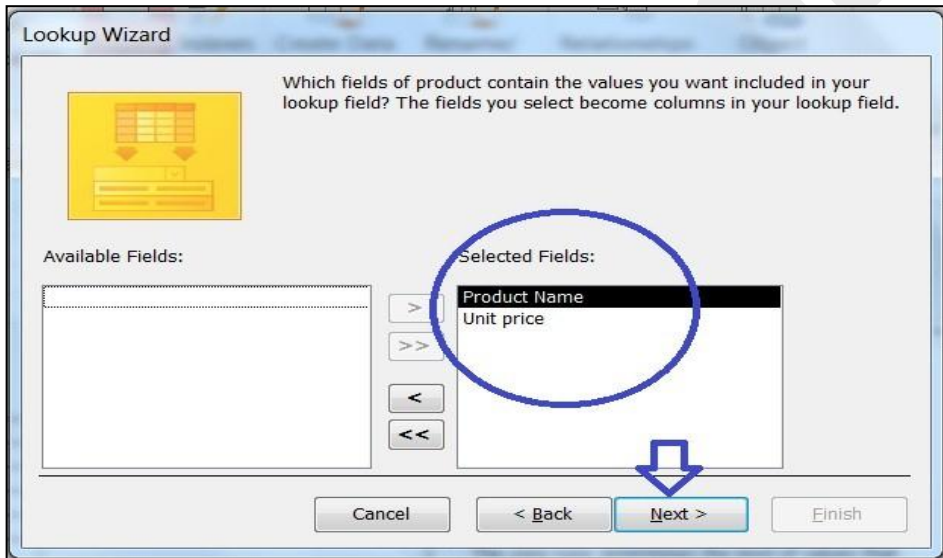 Lookup Wizard
Which fields of product contain the values you want included in your
lookup field? The fields you select become columns in your lookup field.
Available Fields:
Selected Fields:
Product Name
Unit price
>
>>
<
<<
Cancel
< Back
Next >
Finish